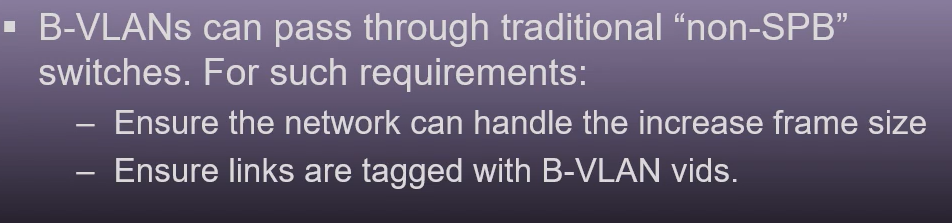 ▪ B-VLANs can pass through traditional “non-SPB”
switches. For such requirements:
– Ensure the network can handle the increase frame size
– Ensure links are tagged with B-VLAN vids.